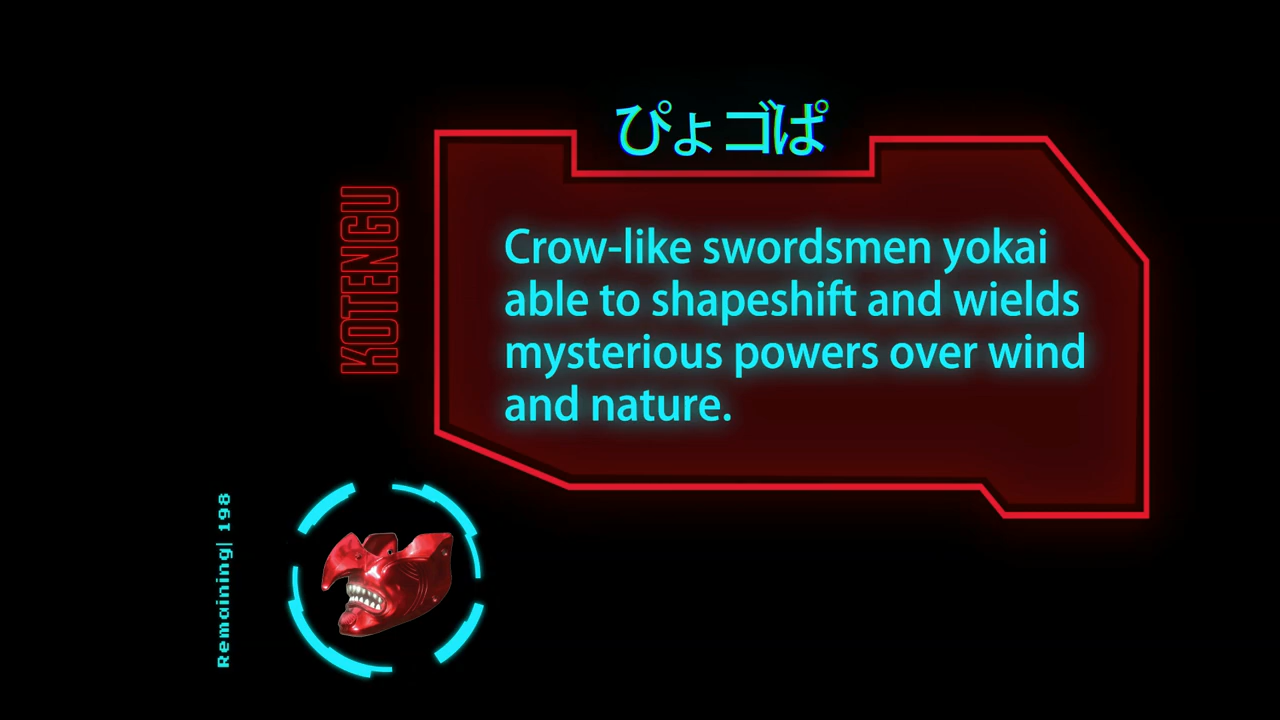 ぴょゴぱ
KOTENGU
Crow-like swordsmen yokai
able to shapeshift and wields
mysterious powers over wind
and nature.
Remaining| 198